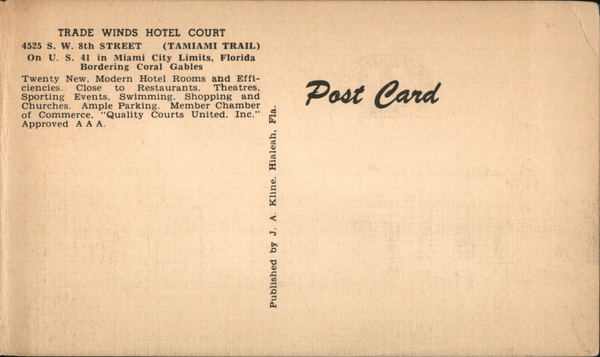 TRADE WINDS HOTEL COURT
4525 S. W. 8th STREET (TAMIAMI TRAIL)
On U. S. 41 in Miami City Limits, Florida
Bordering Coral Gables
Twenty New, Modern Hotel Rooms and Effi-
ciencies. Close to Restaurants, Theatres,
Sporting Events, Swimming, Shopping and
Churches. Ample Parking. Member Chamber
of Commerce, "Quality Courts United, Inc."
Approved A A A.
Published by J. A. Kline, Hialeah, Fla.
Post Card